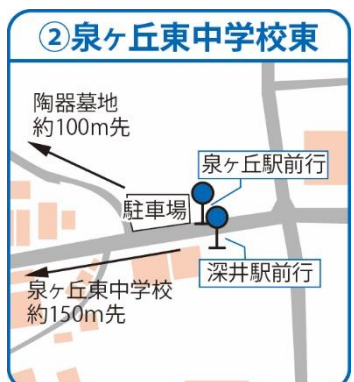 ②泉ヶ丘東中学校東
陶器墓地
約100m先
泉ヶ丘駅前行
駐車場
深井駅前行
泉ヶ丘東中学校
約150m先